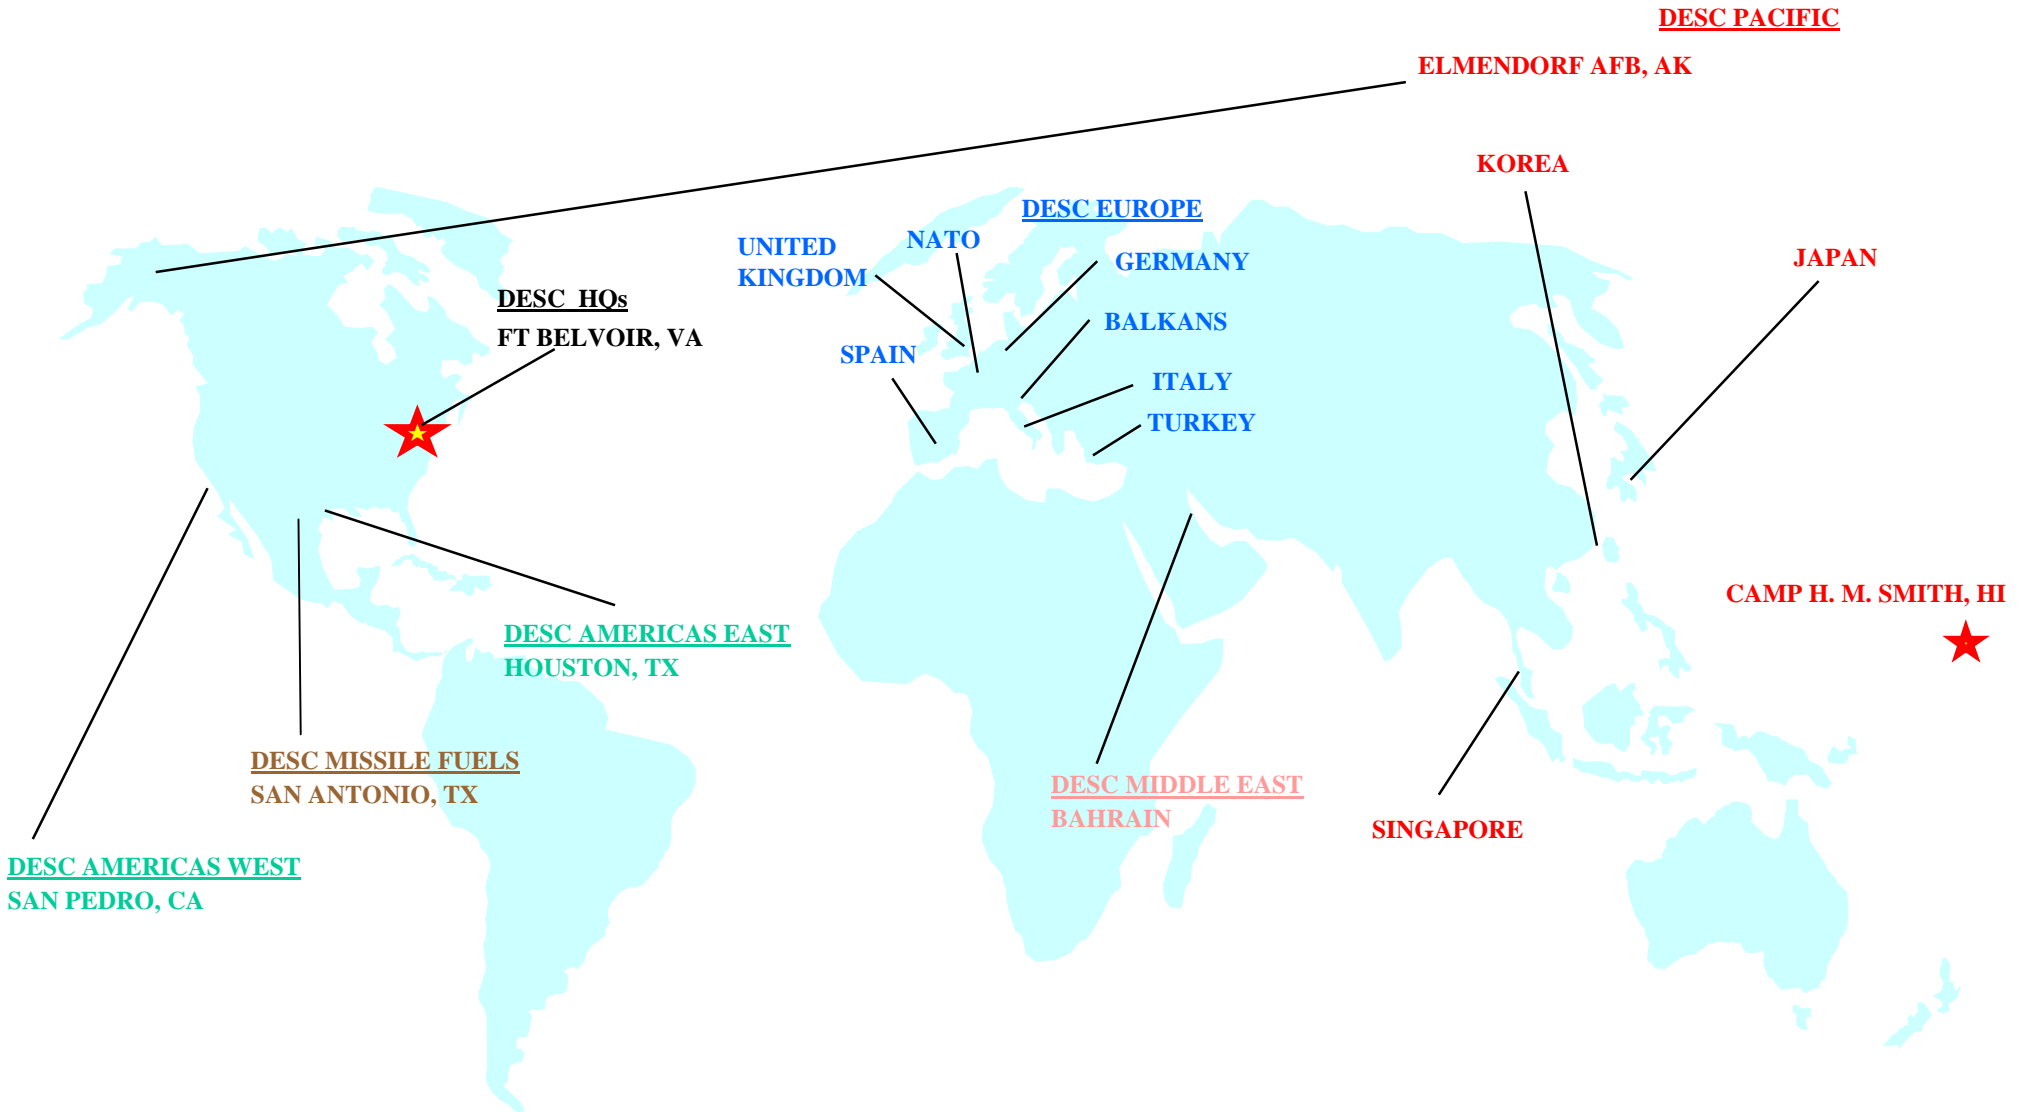 DESC PACIFIC
ELMENDORF AFB, AK
KOREA
DESC EUROPE
UNITED
KINGDOM
NATO
GERMANY
JAPAN
DESC HQs
FT BELVOIR, VA
BALKANS
SPAIN
ITALY
TURKEY
CAMP H. M. SMITH, HI
DESC AMERICAS EAST
HOUSTON, TX
DESC MISSILE FUELS
SAN ANTONIO, TX
DESC MIDDLE EAST
BAHRAIN
SINGAPORE
DESC AMERICAS WEST
SAN PEDRO, CA